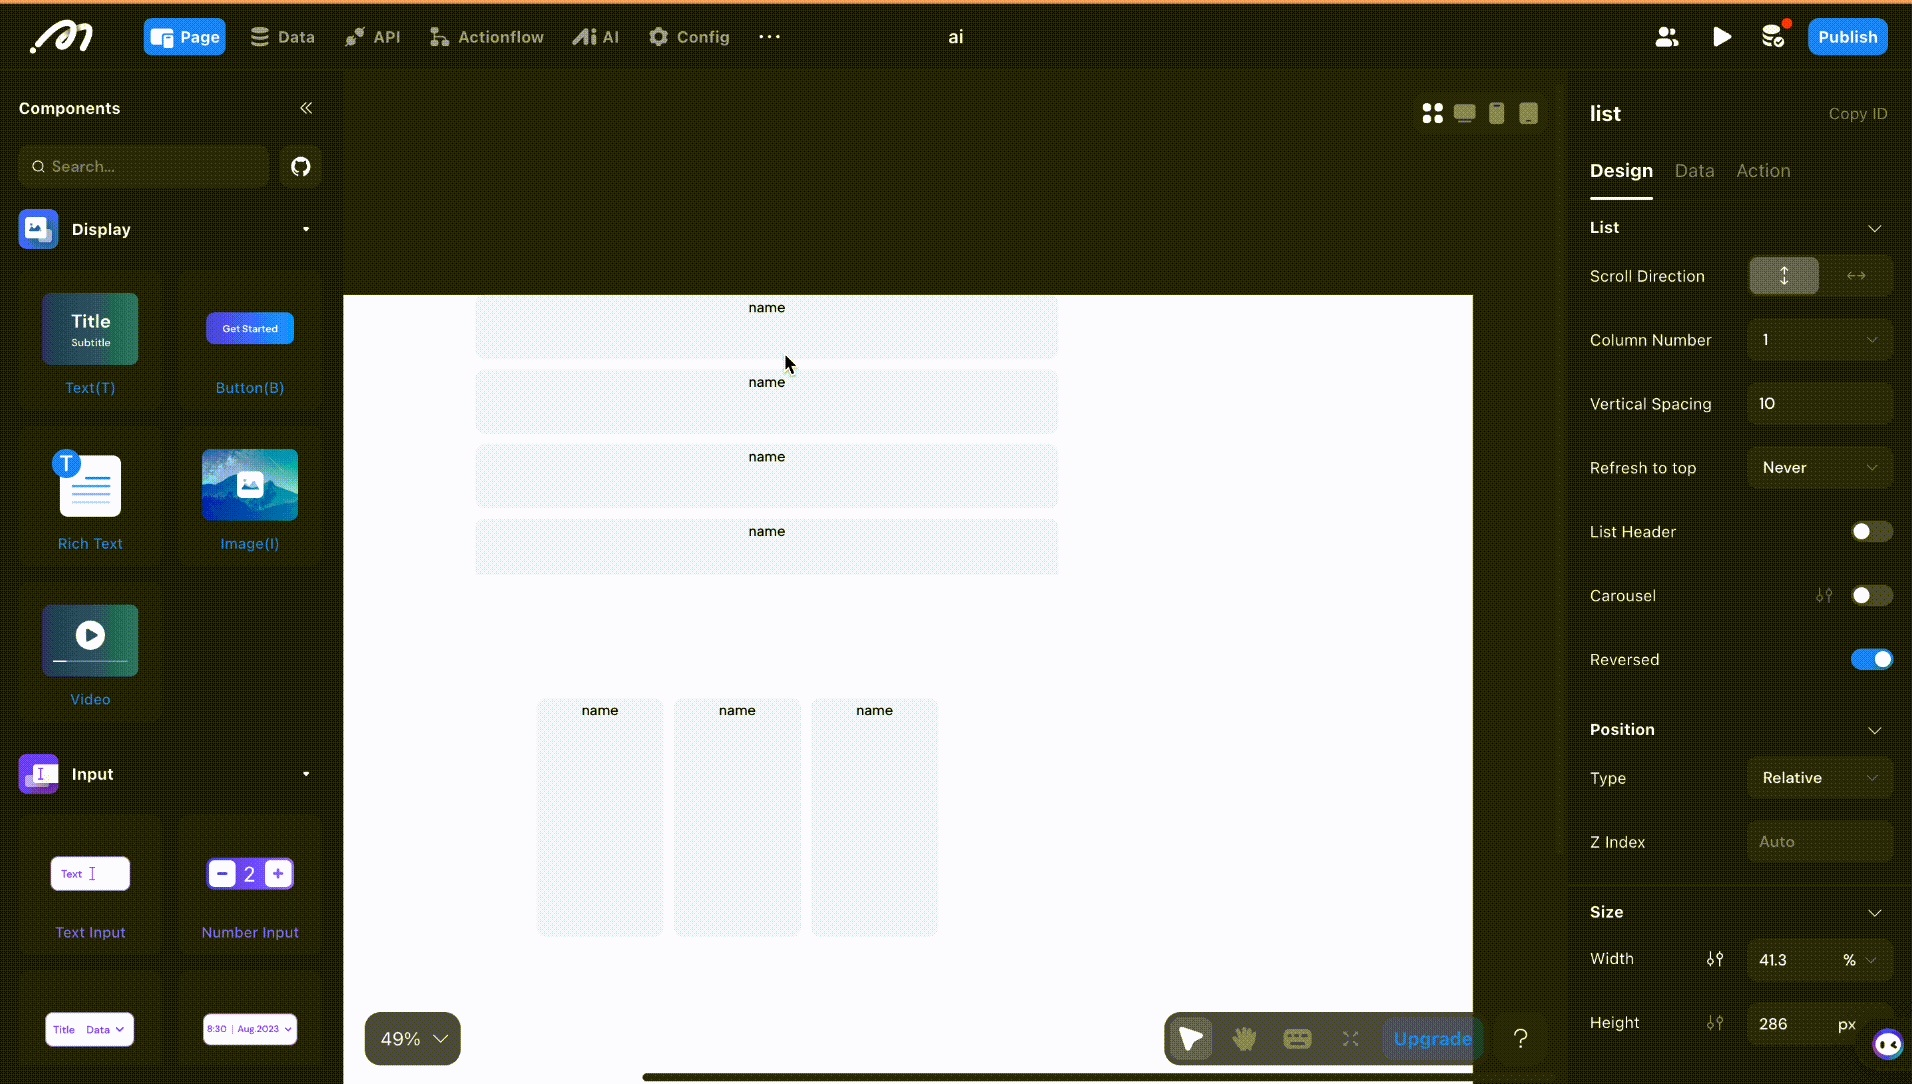 Page
Data
API
Actionflow
AI
Config
ai
Publish
Components
Search...
Display
Title
Subtitle
Text(T)
Get Started
Button(B)
T
Rich Text
Image(I)
Video
Input
Text
Text Input
2
Number Input
Title Data
8:30 | Aug.2023
name
name
name
name
name
name
name
49%
Upgrade
?
list
Copy ID
Design
Data
Action
List
Scroll Direction
Column Number
1
Vertical Spacing
10
Refresh to top
Never
List Header
Carousel
Reversed
Position
Type
Relative
Z Index
Auto
Size
Width
41.3
%
Height
286
px